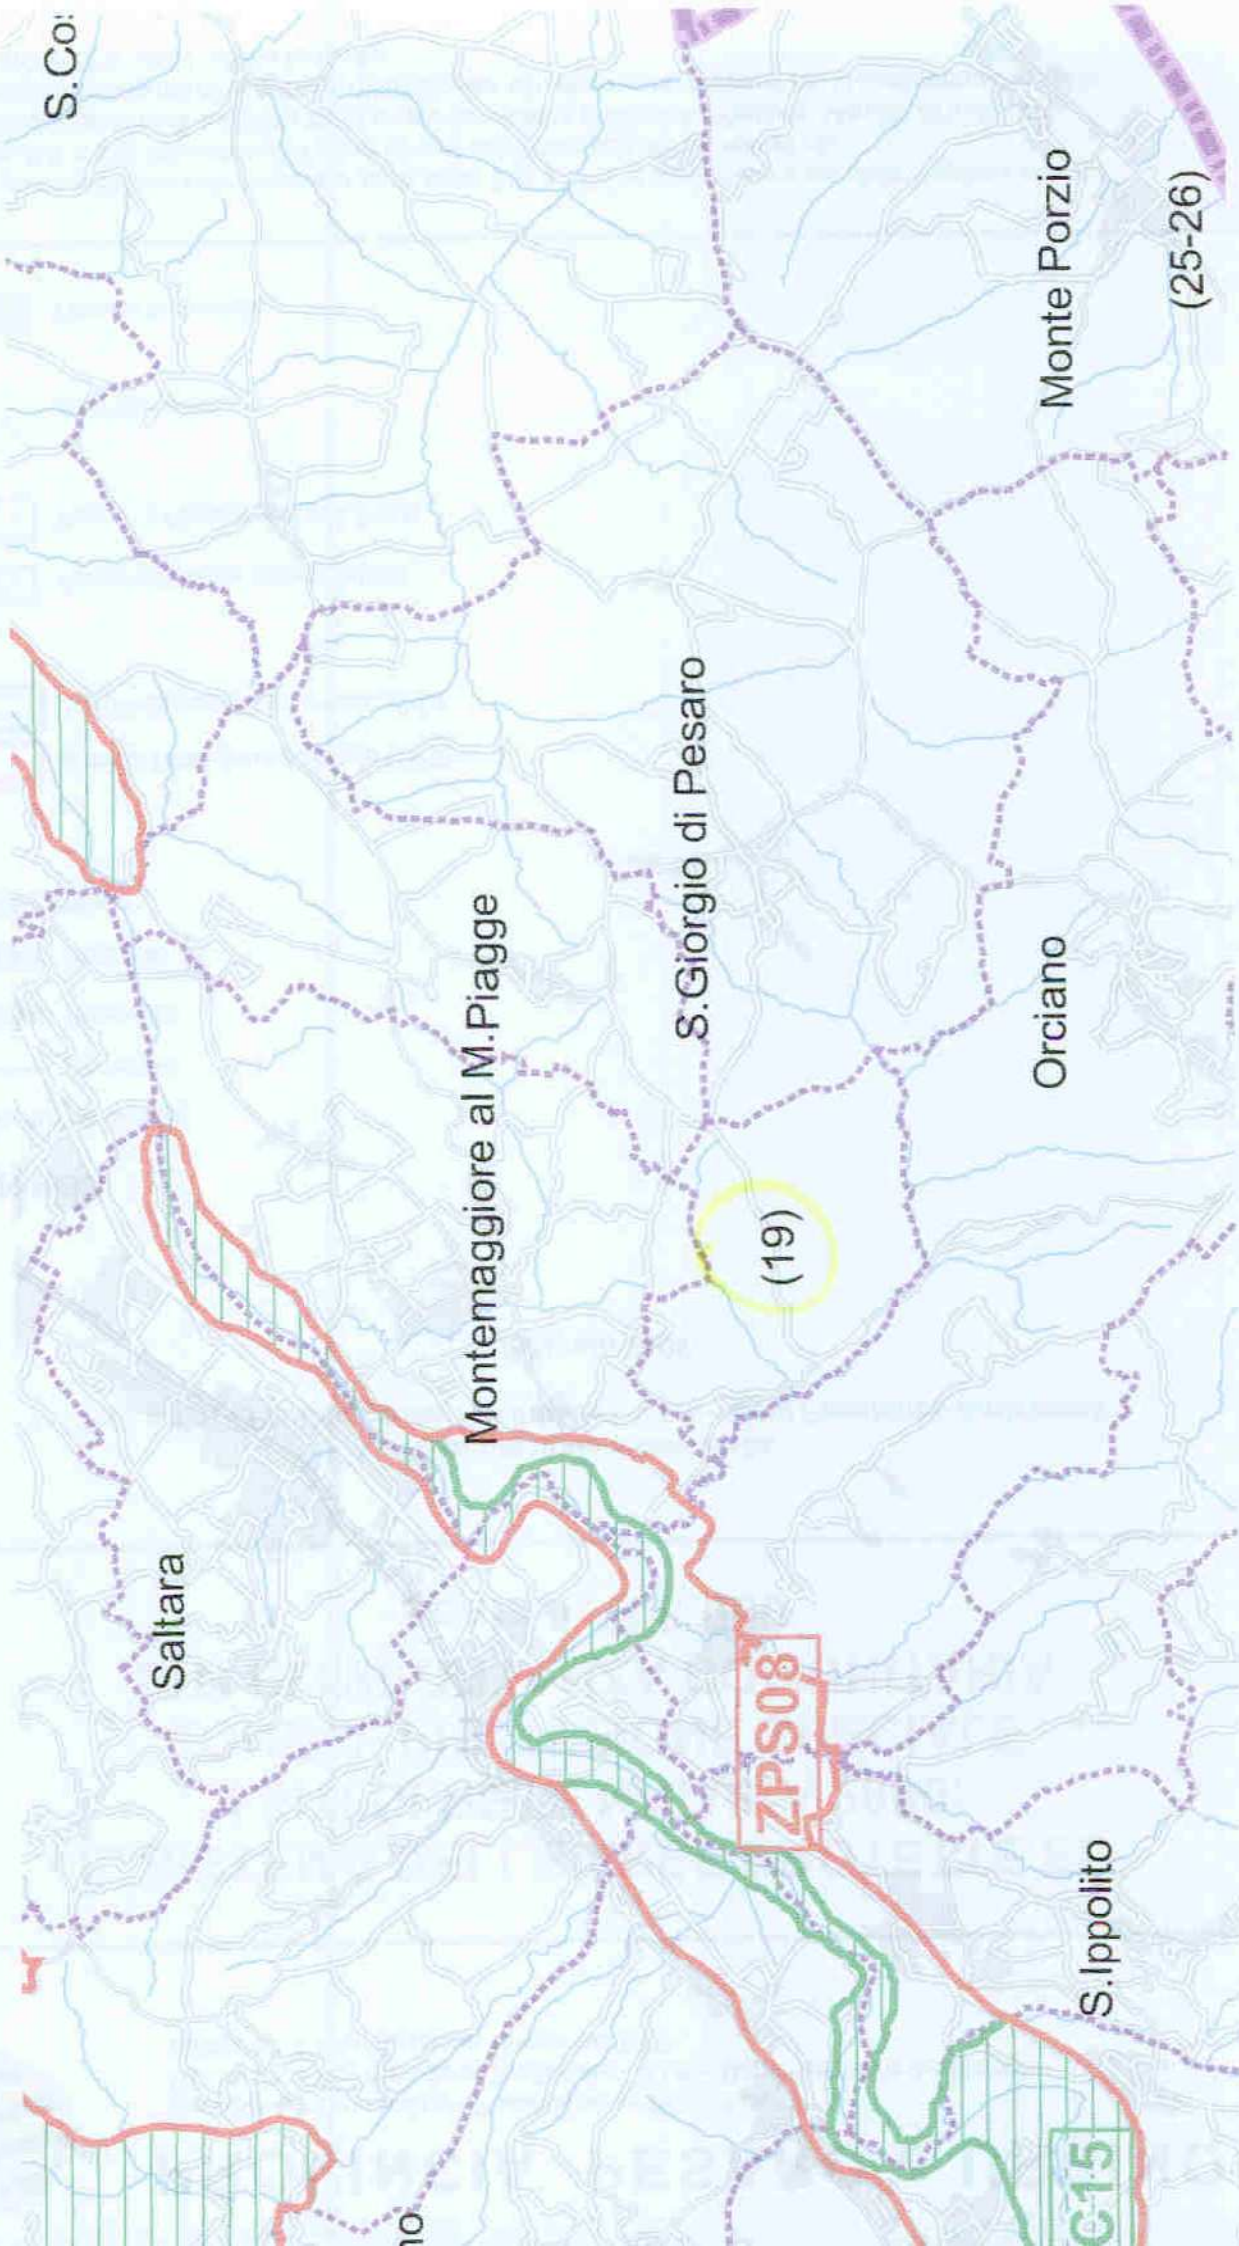 S.Co
Monte Porzio
(25-26)
S.Giorgio di Pesaro
Montemaggiore al M.Piagge
Orciano
(19)
Saltara
ZPS08
S.Ippolito
C15
no